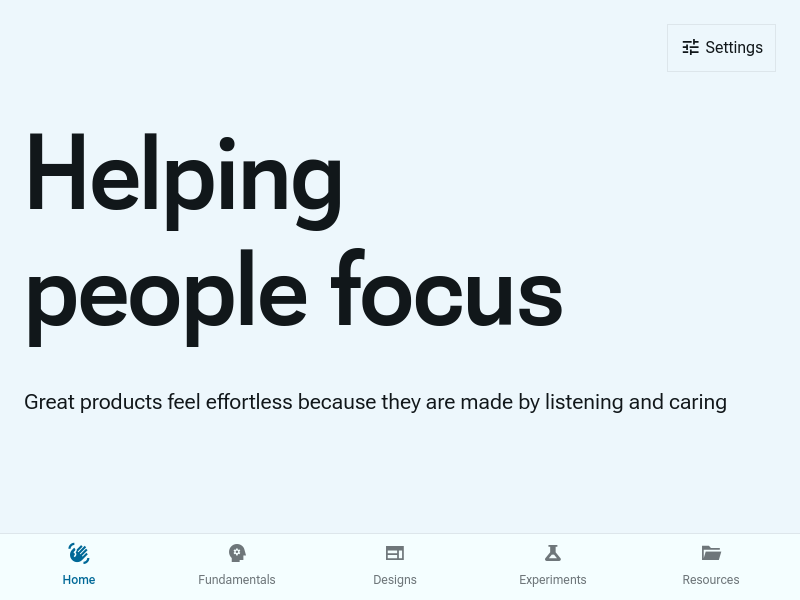 Settings
Helping
people focus
Great products feel effortless because they are made by listening and caring
Home
Fundamentals
Designs
Experiments
Resources